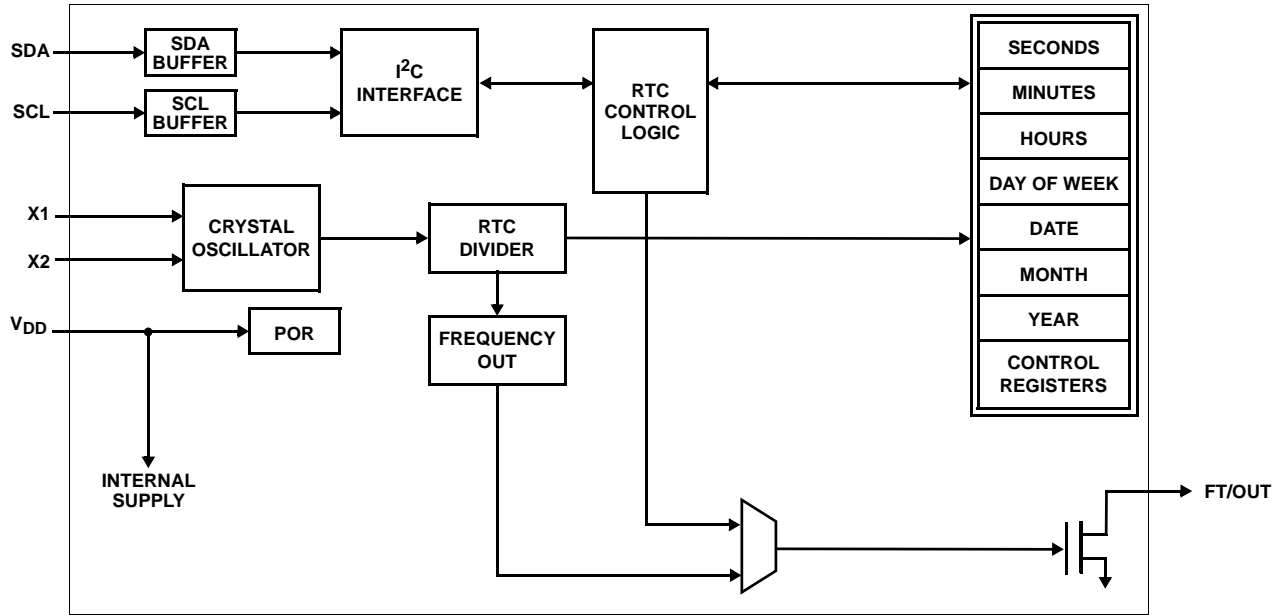 SDA
SDA
BUFFER
I²C
INTERFACE
RTC
CONTROL
LOGIC
SECONDS
MINUTES
HOURS
DAY OF WEEK
DATE
MONTH
YEAR
CONTROL
REGISTERS
SCL
SCL
BUFFER
X1
X2
CRYSTAL
OSCILLATOR
RTC
DIVIDER
VDD
POR
FREQUENCY
OUT
INTERNAL
SUPPLY
FT/OUT